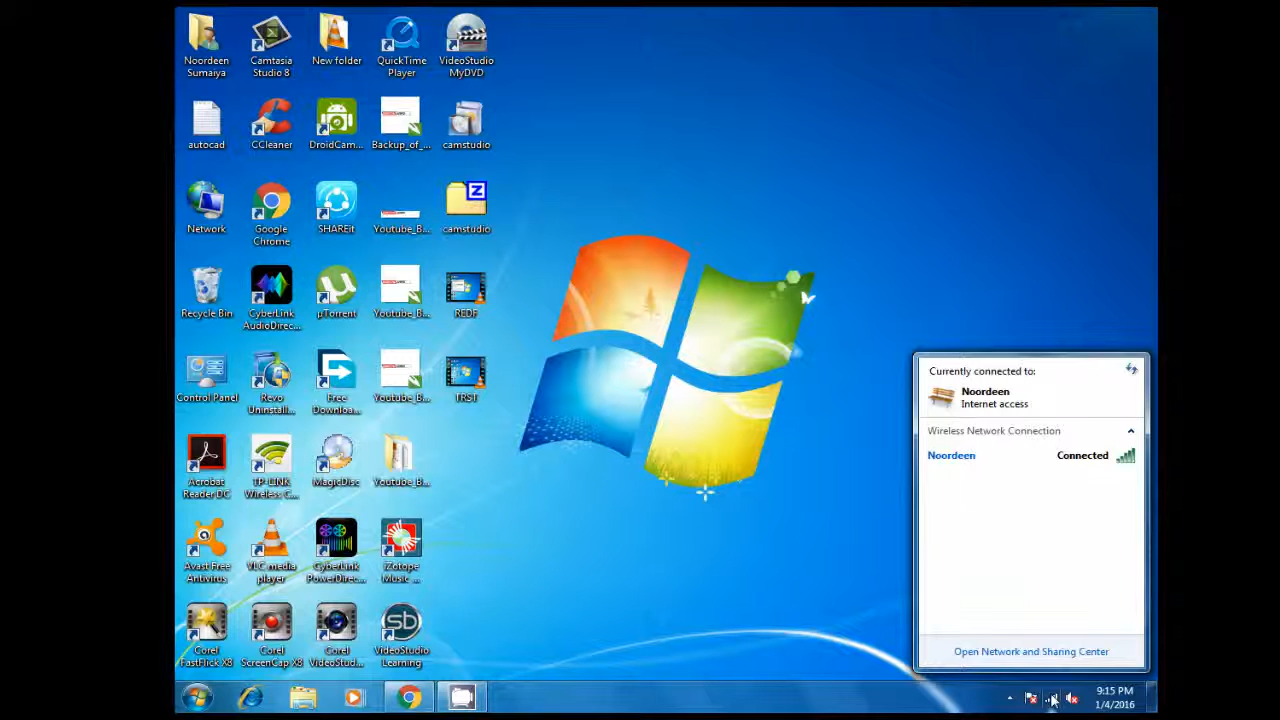 Noordeen
Sumaiya
Camtasia
Studio 8
New folder
QuickTime
Player
VideoStudio
MyDVD
autocad
CCleaner
DroidCam...
Backup_of_...
camstudio
Network
Google
Chrome
SHAREit
Youtube_B...
camstudio
Recycle Bin
CyberLink
AudioDirec...
µTorrent
Youtube_B...
REDF
Control Panel
Revo
Uninstall...
Free
Downloa...
Youtube_B...
TRST
Acrobat
Reader DC
TP-LINK
Wireless C...
MagicDisc
Youtube_B...
Avast Free
Antivirus
VLC media
player
CyberLink
PowerDirec...
iZotope
Music ...
Corel
FastFlick X8
Corel
ScreenCap X8
Corel
VideoStud...
sb
VideoStudio
Learning
Currently connected to:
Noordeen
Internet access
Wireless Network Connection
Noordeen Connected
Open Network and Sharing Center
9:15 PM
1/4/2016